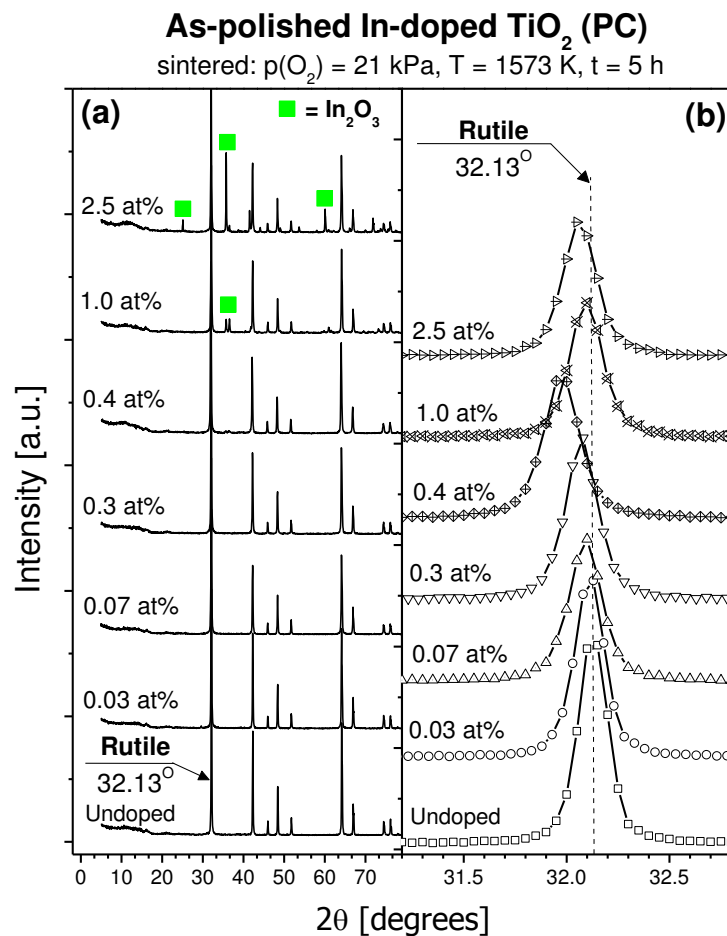 As-polished In-doped TiO₂ (PC)
sintered: p(O₂) = 21 kPa, T = 1573 K, t = 5 h
(a)
= In₂O₃
2.5 at%
1.0 at%
0.4 at%
0.3 at%
0.07 at%
0.03 at%
Rutile
32.13°
Undoped
Intensity [a.u.]
0 10 20 30 40 50 60 70
(b)
Rutile
32.13°
2.5 at%
1.0 at%
0.4 at%
0.3 at%
0.07 at%
0.03 at%
Undoped
31.5 32.0 32.5
2θ [degrees]